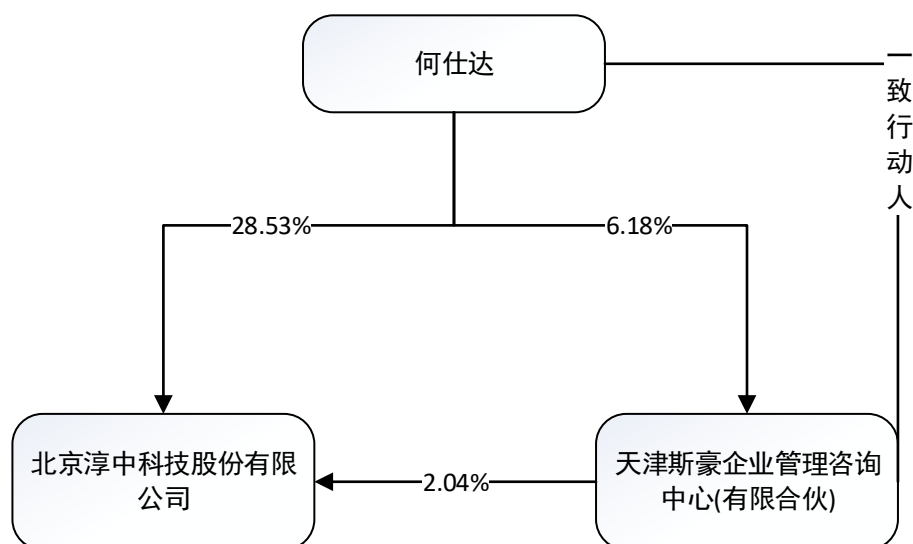 何仕达
一致行动人
28.53%
6.18%
北京淳中科技股份有限
公司
2.04%
天津斯豪企业管理咨询
中心(有限合伙)